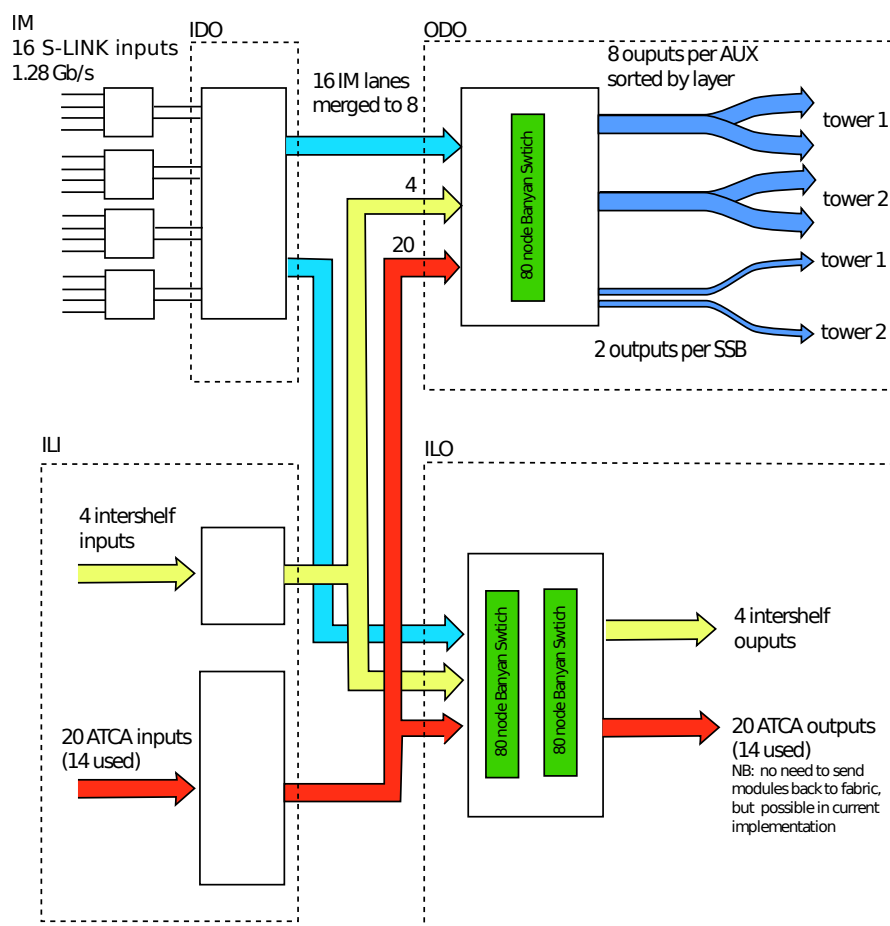 IM
16 S-LINK inputs
1.28 Gb/s
IDO
16 IM lanes
merged to 8
4
20
ODO
80 node Banyan Swtich
8 ouputs per AUX
sorted by layer
tower 1
tower 2
tower 1
tower 2
2 outputs per SSB
ILI
4 intershelf
inputs
20 ATCA inputs
(14 used)
ILO
80 node Banyan Swtich
80 node Banyan Swtich
4 intershelf
ouputs
20 ATCA outputs
(14 used)
NB: no need to send
modules back to fabric,
but possible in current
implementation